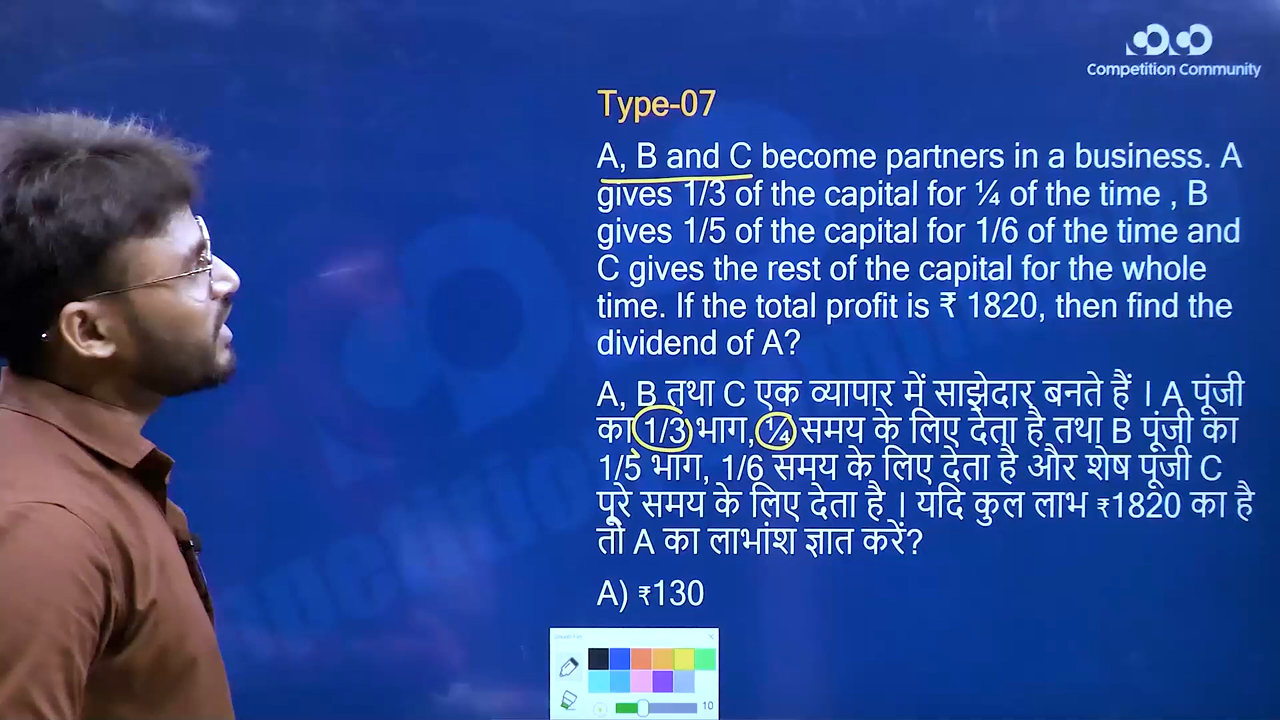 Competition Community
Type-07
A, B and C become partners in a business. A
gives 1/3 of the capital for ¼ of the time , B
gives 1/5 of the capital for 1/6 of the time and
C gives the rest of the capital for the whole
time. If the total profit is ₹ 1820, then find the
dividend of A?
A, B तथा C एक व्यापार में साझेदार बनते हैं । A पूंजी
का 1/3 भाग, ¼ समय के लिए देता है तथा B पूंजी का
1/5 भाग, 1/6 समय के लिए देता है और शेष पूंजी C
पूरे समय के लिए देता है । यदि कुल लाभ ₹1820 का है
तो A का लाभांश ज्ञात करें?
A) ₹130
10